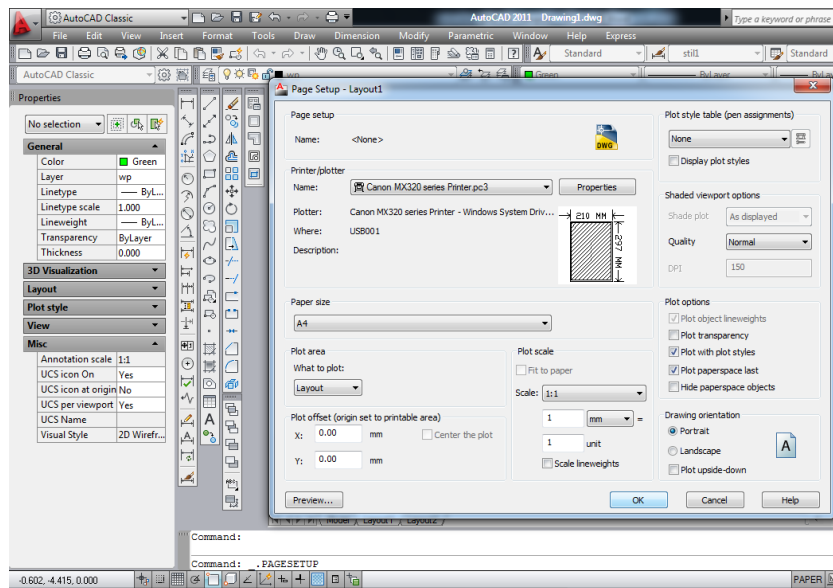 AutoCAD Classic
AutoCAD 2011 Drawing1.dwg
Type a keyword or phrase
File Edit View Insert Format Tools Draw Dimension Modify Parametric Window Help Express
Standard
stil1
Standard
AutoCAD Classic
wp
Green
ByLayer
Properties
No selection
General
Color Green
Layer wp
Linetype ByL...
Linetype scale 1.000
Lineweight ByL...
Transparency ByLayer
Thickness 0.000
3D Visualization
Layout
Plot style
View
Misc
Annotation scale 1:1
UCS icon On Yes
UCS icon at origin No
UCS per viewport Yes
UCS Name
Visual Style 2D Wirefr...
Page Setup - Layout1
Page setup
Name: <None>
DWG
Printer/plotter
Name: Canon MX320 series Printer.pc3
Properties
Plotter: Canon MX320 series Printer - Windows System Driv...
Where: USB001
Description:
210 MM
297 MM
Paper size
A4
Plot area
What to plot:
Layout
Plot offset (origin set to printable area)
X: 0.00 mm
Center the plot
Y: 0.00 mm
Plot scale
Fit to paper
Scale: 1:1
1 mm =
1 unit
Scale lineweights
Plot style table (pen assignments)
None
Display plot styles
Shaded viewport options
Shade plot As displayed
Quality Normal
DPI 150
Plot options
Plot object lineweights
Plot transparency
Plot with plot styles
Plot paperspace last
Hide paperspace objects
Drawing orientation
Portrait
Landscape
Plot upside-down
A
Preview...
OK Cancel Help
Model Layout1 Layout2
Command:
Command: _.PAGESETUP
-0.602, -4.415, 0.000
PAPER